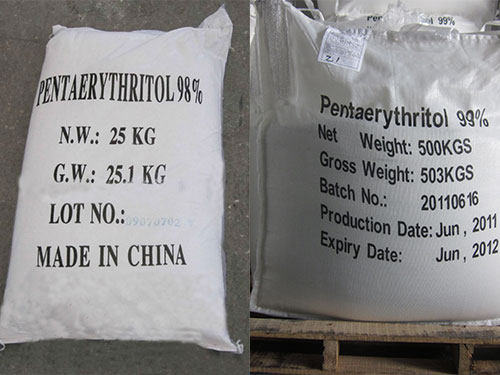 PENTAERYTHRITOL 98%
N.W.: 25 KG
G.W.: 25.1 KG
LOT NO.:
MADE IN CHINA
Pentaerythritol 99%
Net Weight: 500KGS
Gross Weight: 503KGS
Batch No.: 20110616
Production Date: Jun, 2011
Expiry Date: Jun, 2012